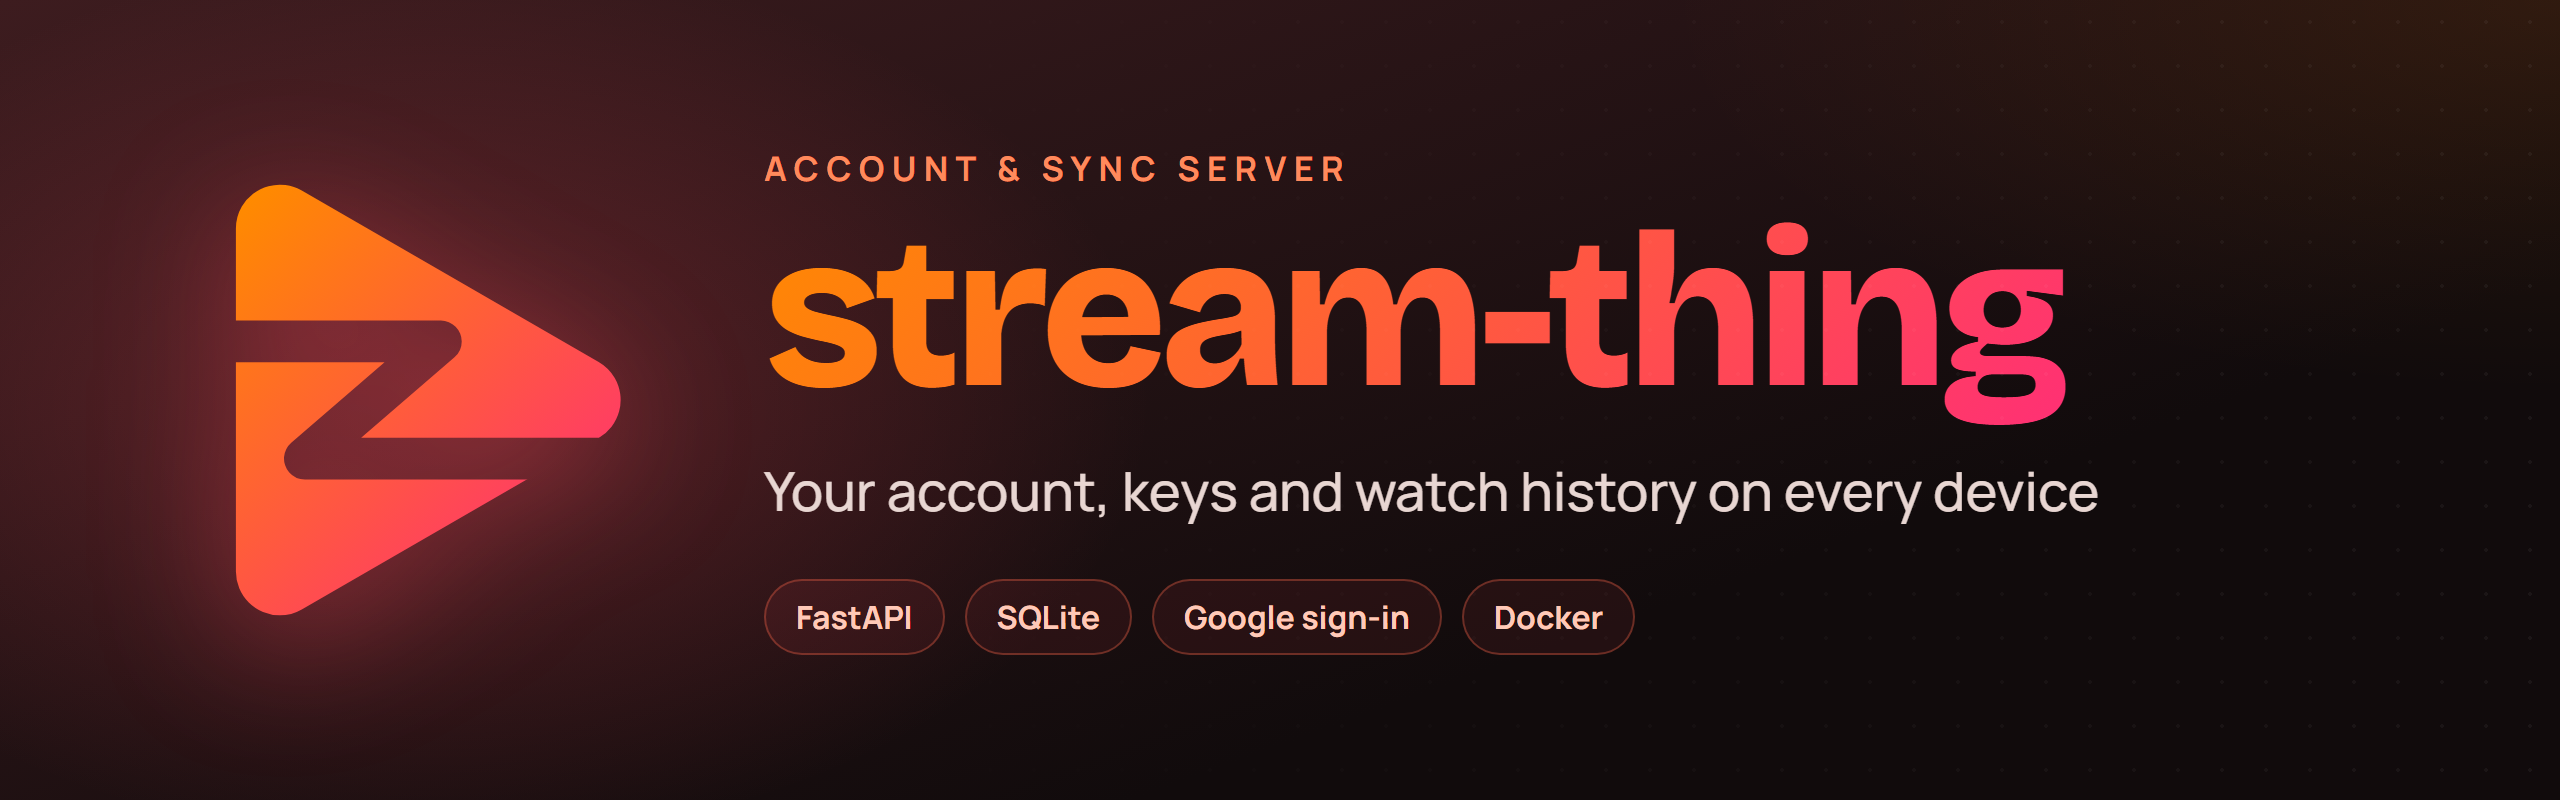 ACCOUNT & SYNC SERVER
stream-thing
Your account, keys and watch history on every device
FastAPI SQLite Google sign-in Docker